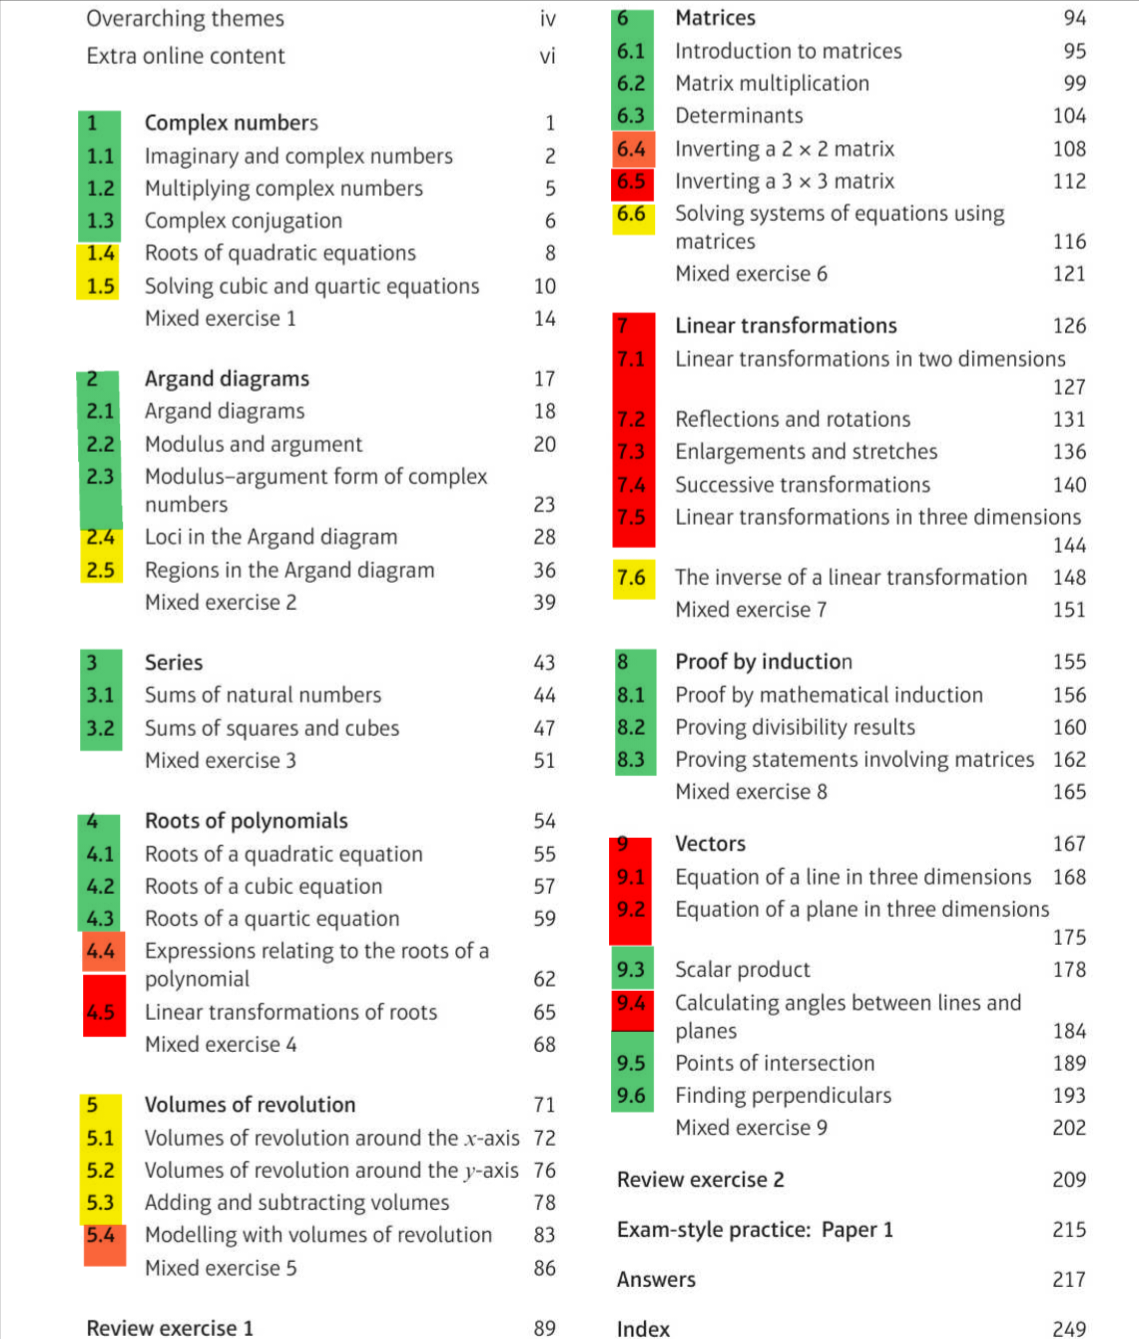 Overarching themes iv
Extra online content vi
1 Complex numbers 1
1.1 Imaginary and complex numbers 2
1.2 Multiplying complex numbers 5
1.3 Complex conjugation 6
1.4 Roots of quadratic equations 8
1.5 Solving cubic and quartic equations 10
Mixed exercise 1 14
2 Argand diagrams 17
2.1 Argand diagrams 18
2.2 Modulus and argument 20
2.3 Modulus–argument form of complex
numbers 23
2.4 Loci in the Argand diagram 28
2.5 Regions in the Argand diagram 36
Mixed exercise 2 39
3 Series 43
3.1 Sums of natural numbers 44
3.2 Sums of squares and cubes 47
Mixed exercise 3 51
4 Roots of polynomials 54
4.1 Roots of a quadratic equation 55
4.2 Roots of a cubic equation 57
4.3 Roots of a quartic equation 59
4.4 Expressions relating to the roots of a
polynomial 62
4.5 Linear transformations of roots 65
Mixed exercise 4 68
5 Volumes of revolution 71
5.1 Volumes of revolution around the x-axis 72
5.2 Volumes of revolution around the y-axis 76
5.3 Adding and subtracting volumes 78
5.4 Modelling with volumes of revolution 83
Mixed exercise 5 86
Review exercise 1 89
6 Matrices 94
6.1 Introduction to matrices 95
6.2 Matrix multiplication 99
6.3 Determinants 104
6.4 Inverting a 2 × 2 matrix 108
6.5 Inverting a 3 × 3 matrix 112
6.6 Solving systems of equations using
matrices 116
Mixed exercise 6 121
7 Linear transformations 126
7.1 Linear transformations in two dimensions
127
7.2 Reflections and rotations 131
7.3 Enlargements and stretches 136
7.4 Successive transformations 140
7.5 Linear transformations in three dimensions
144
7.6 The inverse of a linear transformation 148
Mixed exercise 7 151
8 Proof by induction 155
8.1 Proof by mathematical induction 156
8.2 Proving divisibility results 160
8.3 Proving statements involving matrices 162
Mixed exercise 8 165
9 Vectors 167
9.1 Equation of a line in three dimensions 168
9.2 Equation of a plane in three dimensions
175
9.3 Scalar product 178
9.4 Calculating angles between lines and
planes 184
9.5 Points of intersection 189
9.6 Finding perpendiculars 193
Mixed exercise 9 202
Review exercise 2 209
Exam-style practice: Paper 1 215
Answers 217
Index 249